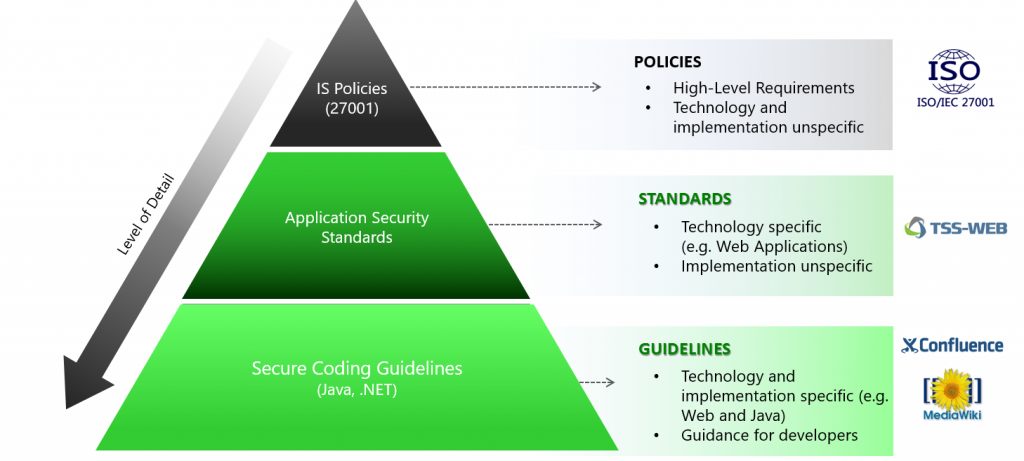 IS Policies
(27001)
POLICIES
• High-Level Requirements
• Technology and
implementation unspecific
ISO
ISO/IEC 27001
Level of Detail
Application Security
Standards
STANDARDS
• Technology specific
(e.g. Web Applications)
• Implementation unspecific
TSS-WEB
Secure Coding Guidelines
(Java, .NET)
GUIDELINES
• Technology and
implementation specific (e.g.
Web and Java)
• Guidance for developers
Confluence
MediaWiki